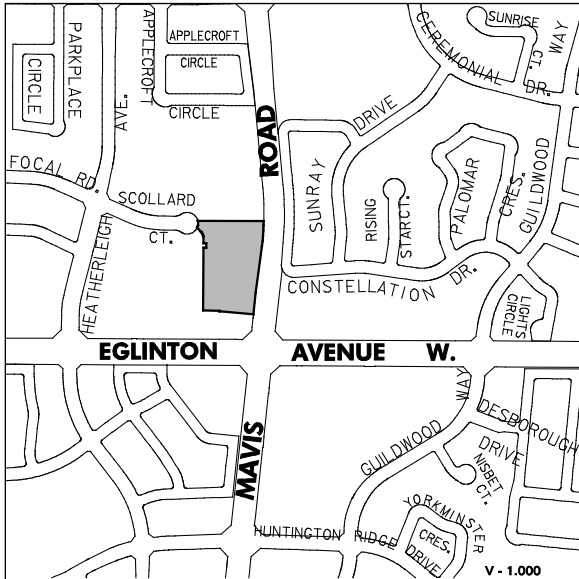 SUNRISE
CT.
WAY
CEREMONIAL DR.
PARKPLACE
CIRCLE
AVE.
APPLECROFT
APPLECROFT
CIRCLE
CIRCLE
ROAD
DRIVE
SUNRAY
FOCAL RD.
SCOLLARD
CT.
HEATHERLEIGH
RISING
STAR CT.
PALOMAR
CRES.
GUILDWOOD
CONSTELLATION DR.
LIGHTS
CIRCLE
EGLINTON AVENUE W.
MAVIS
WAY
GUILDWOOD
DESBOROUGH
DRIVE
NISBET
CT.
YORKMINSTER
CRES.
HUNTINGTON RIDGE
DRIVE
V - 1.000